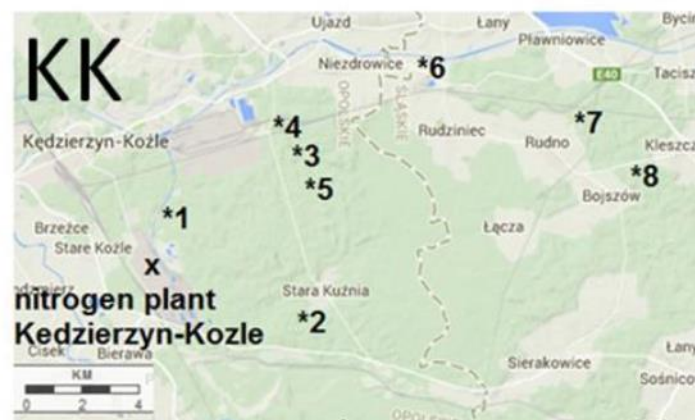 Ujazd
Łany
Bycin
Pławniowice
KK
Niezdrowice
*6
E40
Tacisz
OPOLSKIE
ŚLĄSKIE
*4
Rudziniec
*7
Kędzierzyn-Koźle
*3
Rudno
Kleszcz
*5
*8
Bojszów
*1
Brzeźce
Łącza
Stare Koźle
x
Stara Kuźnia
nitrogen plant
*2
Kedzierzyn-Kozle
Cisek
Bierawa
Łany
Sierakowice
Sośnico
KM
0 2 4